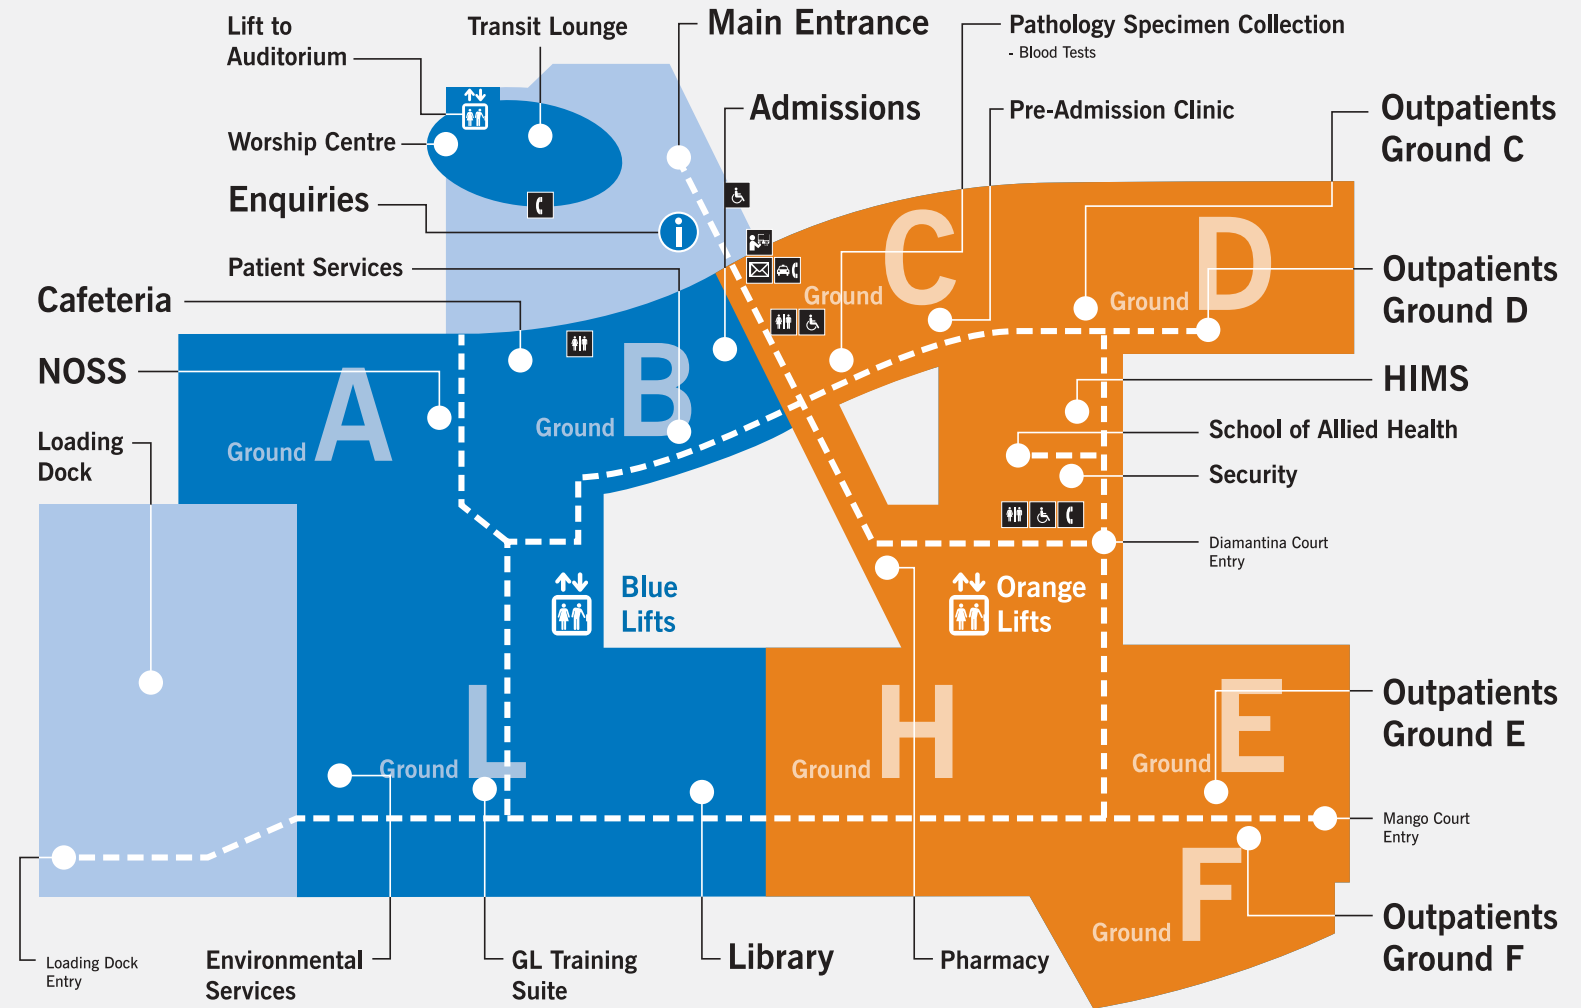 Lift to
Auditorium
Transit Lounge
Main Entrance
Pathology Specimen Collection
- Blood Tests
Worship Centre
Admissions
Pre-Admission Clinic
Outpatients
Ground C
Enquiries
i
Patient Services
Cafeteria
NOSS
Loading
Dock
Ground A
Ground B
Ground C
Ground D
Outpatients
Ground D
HIMS
School of Allied Health
Security
Diamantina Court
Entry
Blue
Lifts
Orange
Lifts
Ground L
Ground H
Ground E
Ground F
Outpatients
Ground E
Mango Court
Entry
Outpatients
Ground F
Loading Dock
Entry
Environmental
Services
GL Training
Suite
Library
Pharmacy